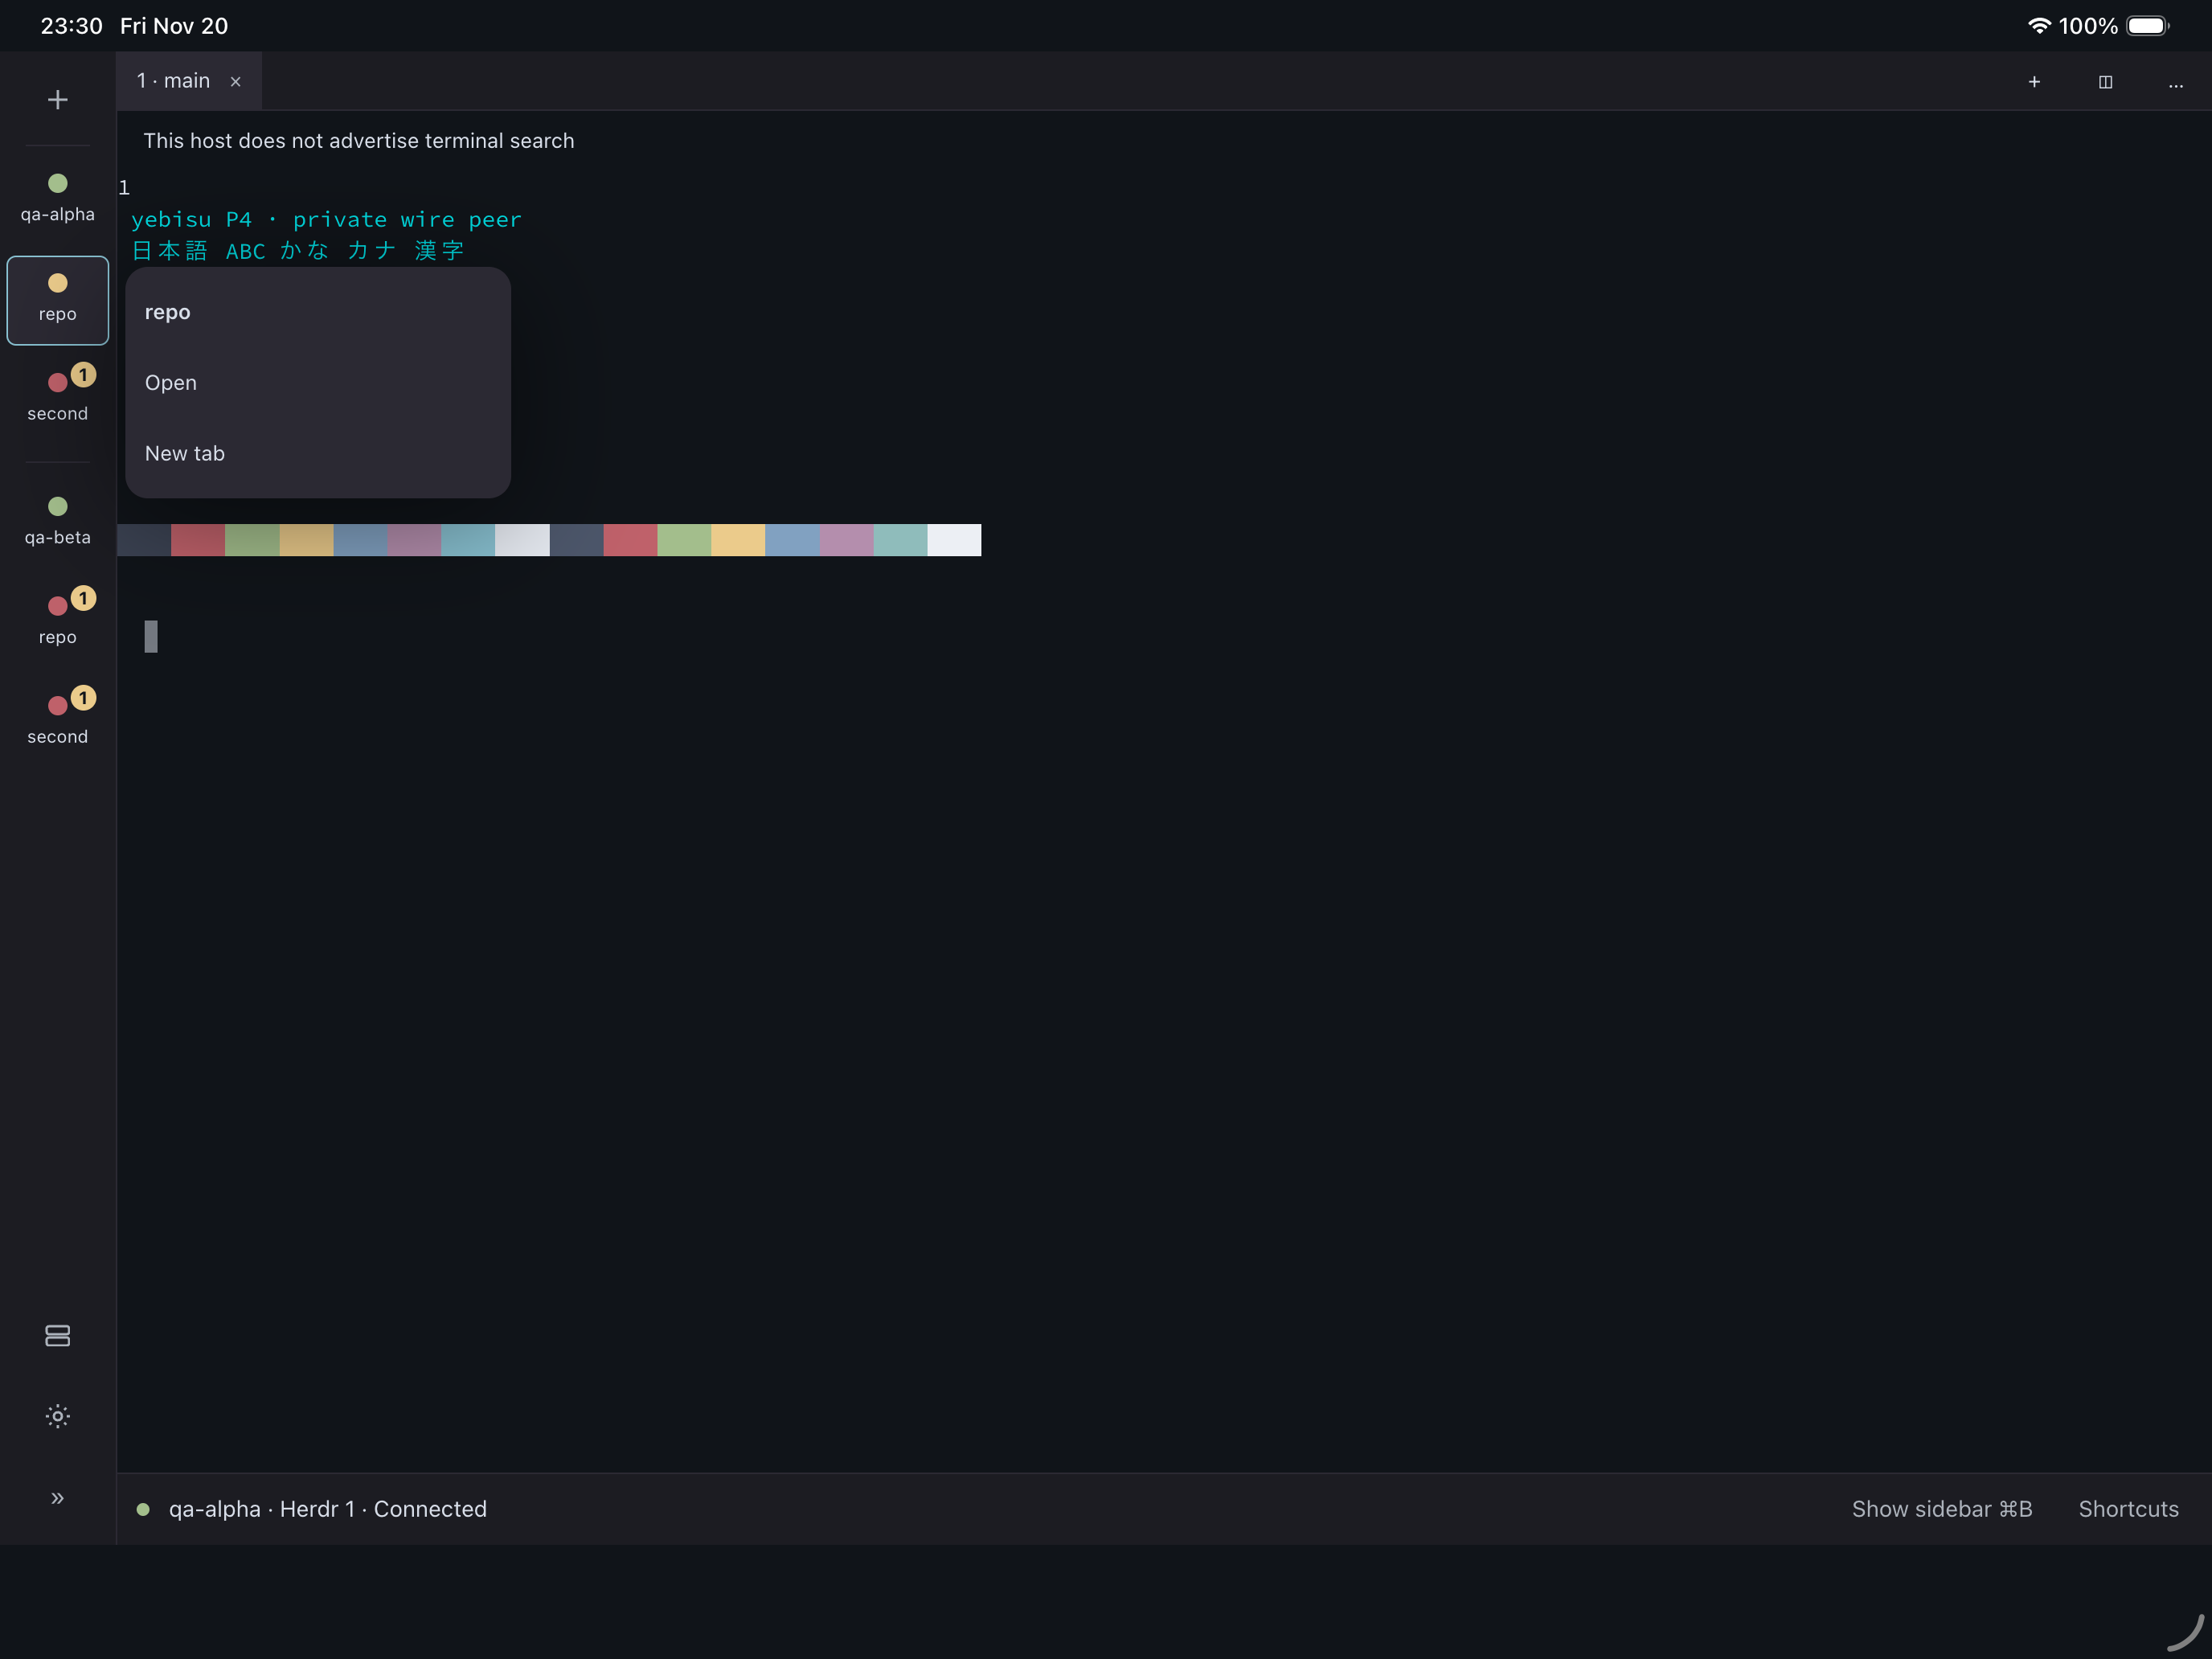 23:30 Fri Nov 20
100%
1 · main ×
+ ...
This host does not advertise terminal search
1
yebisu P4 · private wire peer
日本語 ABC かな カナ 漢字
+
qa-alpha
repo
1
second
qa-beta
1
repo
1
second
»
repo
Open
New tab
qa-alpha · Herdr 1 · Connected
Show sidebar ⌘B Shortcuts